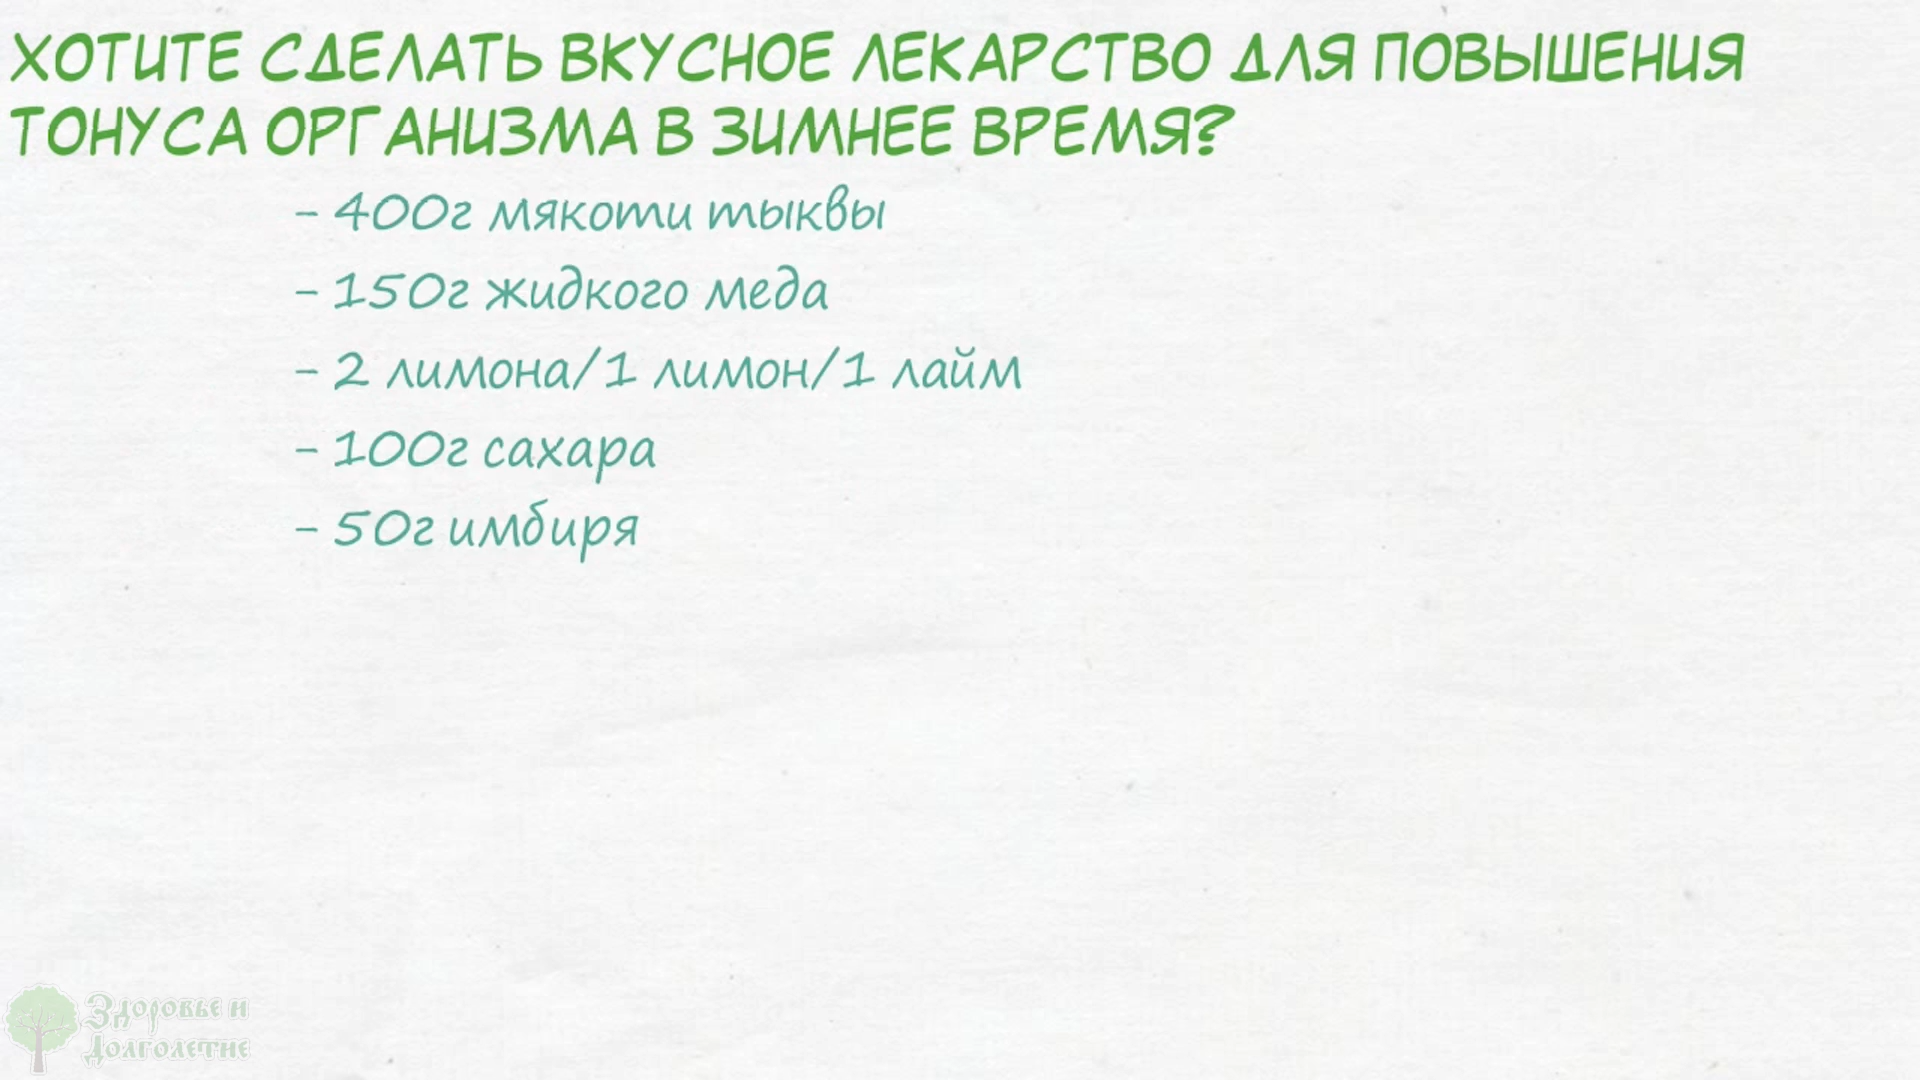 ХОТИТЕ СДЕЛАТЬ ВКУСНОЕ ЛЕКАРСТВО ДЛЯ ПОВЫШЕНИЯ
ТОНУСА ОРГАНИЗМА В ЗИМНЕЕ ВРЕМЯ?
- 400г мякоти тыквы
- 150г жидкого меда
- 2 лимона/1 лимон/1 лайм
- 100г сахара
- 50г имбиря
Здоровье и
Долголетие